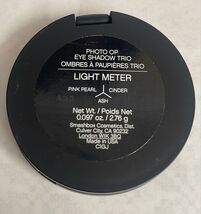 PHOTO OP
EYE SHADOW TRIO
OMBRES À PAUPIÈRES TRIO
LIGHT METER
PINK PEARL CINDER
ASH
Net Wt. / Poids Net
0.097 oz. / 2.76 g
Smashbox Cosmetics, Dist.
Culver City, CA 90232
London W1K 3BQ
Made in USA
C1GJ